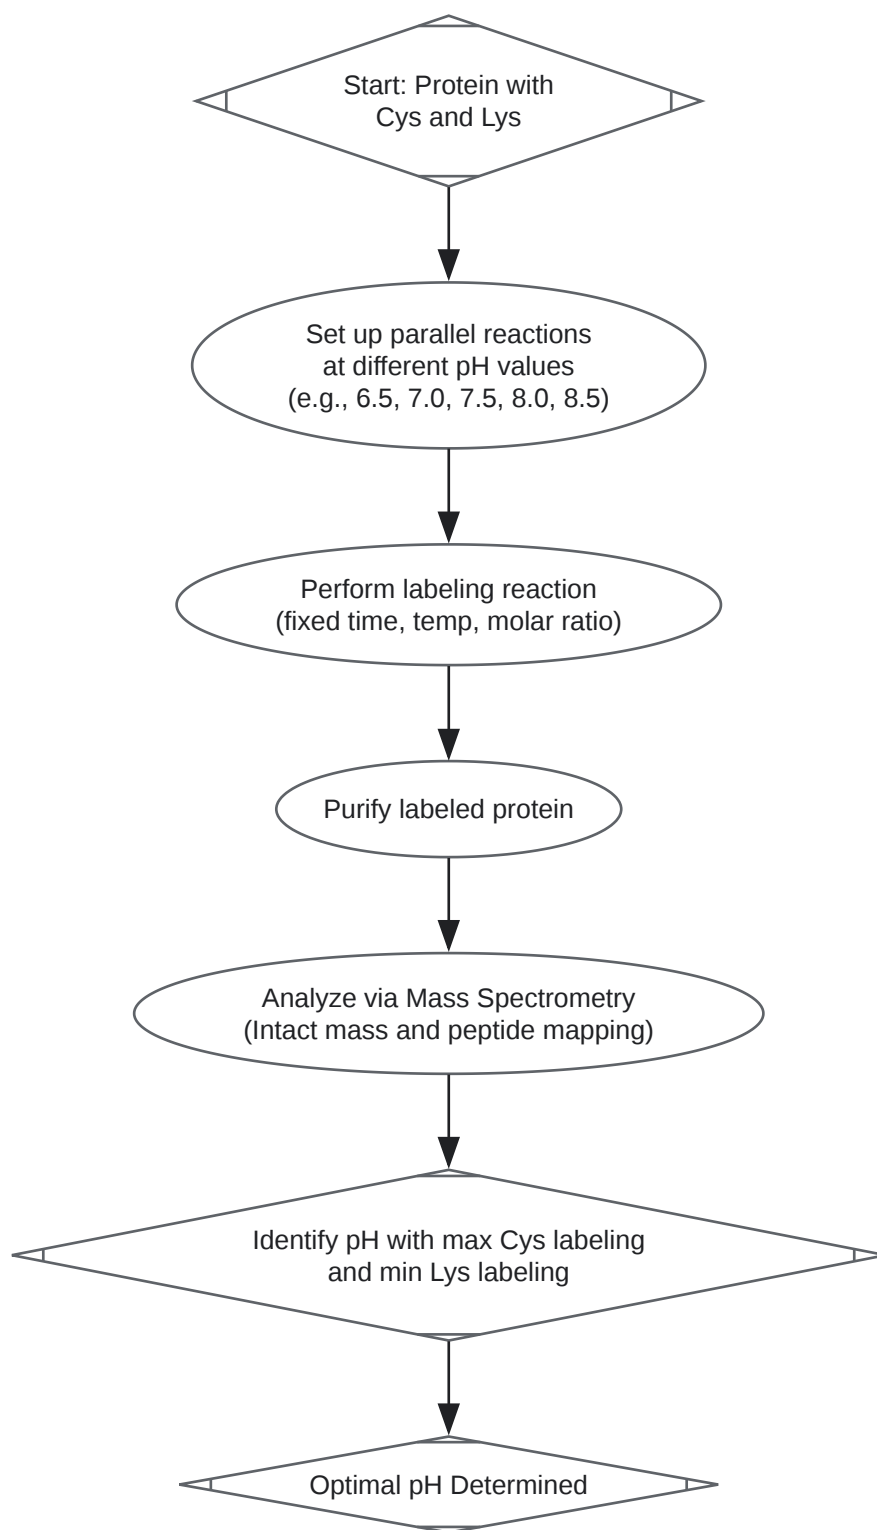 Start: Protein with
Cys and Lys
Set up parallel reactions
at different pH values
(e.g., 6.5, 7.0, 7.5, 8.0, 8.5)
Perform labeling reaction
(fixed time, temp, molar ratio)
Purify labeled protein
Analyze via Mass Spectrometry
(Intact mass and peptide mapping)
Identify pH with max Cys labeling
and min Lys labeling
Optimal pH Determined